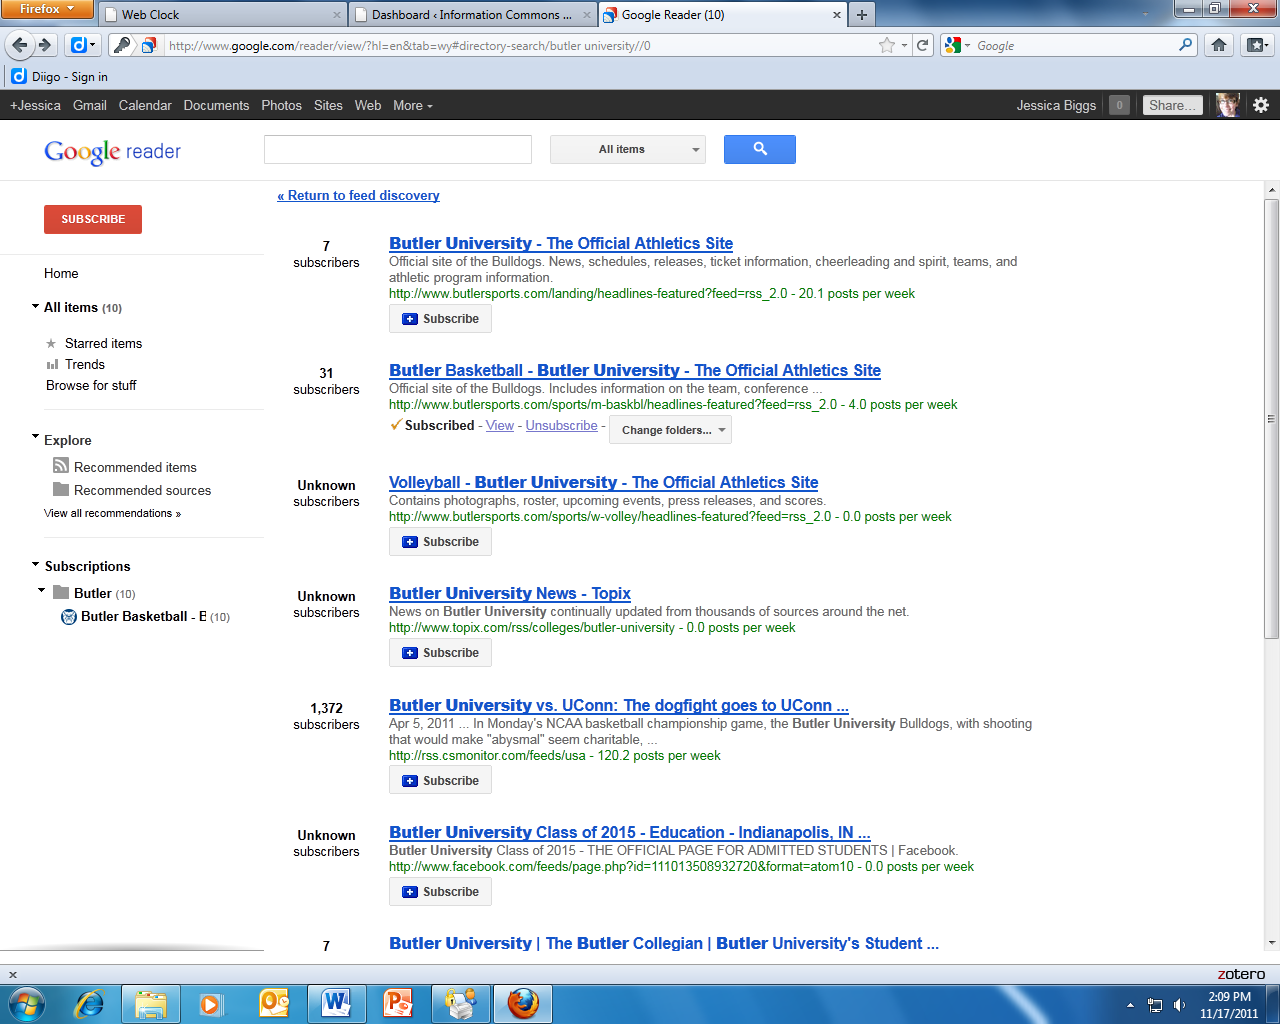 Firefox
Web Clock
Dashboard ‹ Information Commons ...
Google Reader (10)
http://www.google.com/reader/view/?hl=en&tab=wy#directory-search/butler university//0
Google
Diigo - Sign in
+Jessica Gmail Calendar Documents Photos Sites Web More
Jessica Biggs 0 Share...
Google reader
All items
« Return to feed discovery
SUBSCRIBE
Home
All items (10)
Starred items
Trends
Browse for stuff
Explore
Recommended items
Recommended sources
View all recommendations »
Subscriptions
Butler (10)
Butler Basketball - B (10)
7
subscribers
Butler University - The Official Athletics Site
Official site of the Bulldogs. News, schedules, releases, ticket information, cheerleading and spirit, teams, and
athletic program information.
http://www.butlersports.com/landing/headlines-featured?feed=rss_2.0 - 20.1 posts per week
Subscribe
31
subscribers
Butler Basketball - Butler University - The Official Athletics Site
Official site of the Bulldogs. Includes information on the team, conference ...
http://www.butlersports.com/sports/m-baskbl/headlines-featured?feed=rss_2.0 - 4.0 posts per week
Subscribed - View - Unsubscribe - Change folders...
Unknown
subscribers
Volleyball - Butler University - The Official Athletics Site
Contains photographs, roster, upcoming events, press releases, and scores.
http://www.butlersports.com/sports/w-volley/headlines-featured?feed=rss_2.0 - 0.0 posts per week
Subscribe
Unknown
subscribers
Butler University News - Topix
News on Butler University continually updated from thousands of sources around the net.
http://www.topix.com/rss/colleges/butler-university - 0.0 posts per week
Subscribe
1,372
subscribers
Butler University vs. UConn: The dogfight goes to UConn ...
Apr 5, 2011 ... In Monday's NCAA basketball championship game, the Butler University Bulldogs, with shooting
that would make "abysmal" seem charitable, ...
http://rss.csmonitor.com/feeds/usa - 120.2 posts per week
Subscribe
Unknown
subscribers
Butler University Class of 2015 - Education - Indianapolis, IN ...
Butler University Class of 2015 - THE OFFICIAL PAGE FOR ADMITTED STUDENTS | Facebook.
http://www.facebook.com/feeds/page.php?id=111013508932720&format=atom10 - 0.0 posts per week
Subscribe
7
Butler University | The Butler Collegian | Butler University's Student ...
zotero
2:09 PM
11/17/2011